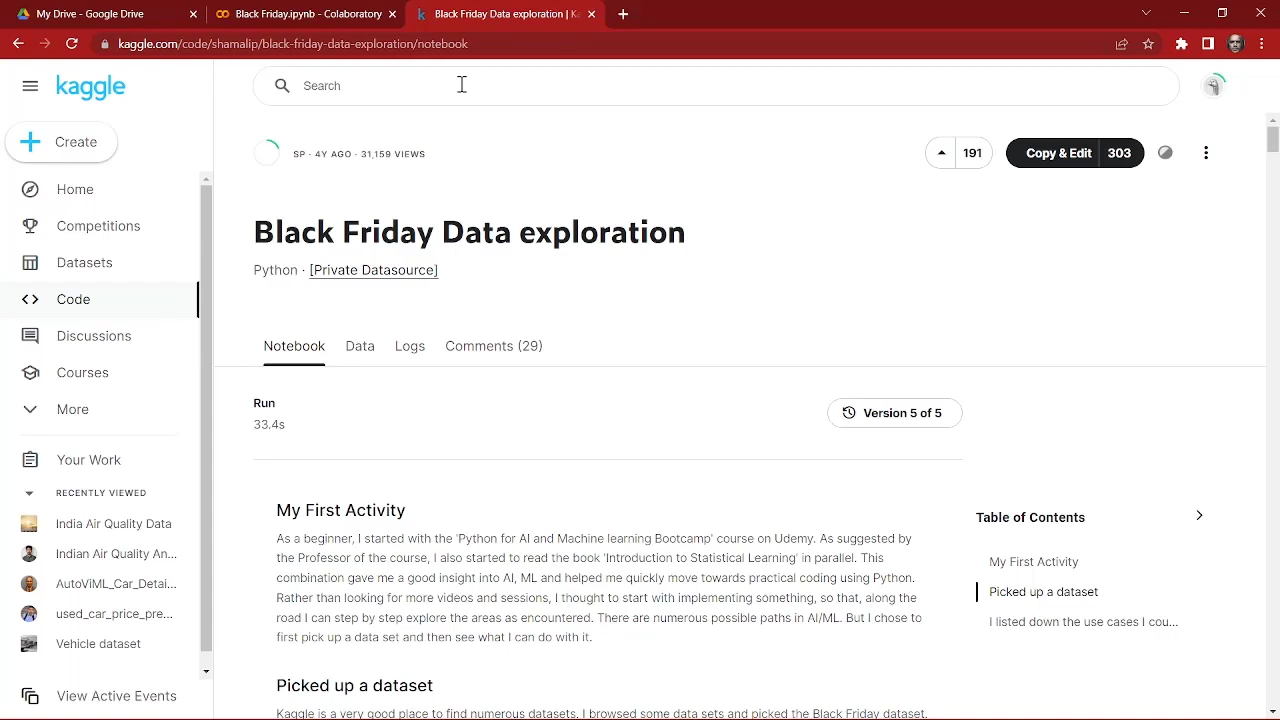 My Drive - Google Drive
Black Friday.ipynb - Colaboratory
Black Friday Data exploration | Ka
kaggle.com/code/shamalip/black-friday-data-exploration/notebook
kaggle
Search
Create
SP · 4Y AGO · 31,159 VIEWS
191
Copy & Edit 303
Home
Competitions
Datasets
Code
Discussions
Courses
More
Your Work
RECENTLY VIEWED
India Air Quality Data
Indian Air Quality An...
AutoViML_Car_Detai...
used_car_price_pre...
Vehicle dataset
View Active Events
Black Friday Data exploration
Python · [Private Datasource]
Notebook
Data
Logs
Comments (29)
Run
33.4s
Version 5 of 5
My First Activity
As a beginner, I started with the 'Python for AI and Machine learning Bootcamp' course on Udemy. As suggested
by the Professor of the course, I also started to read the book 'Introduction to Statistical Learning' in parallel. This
combination gave me a good insight into AI, ML and helped me quickly move towards practical coding using Python.
Rather than looking for more videos and sessions, I thought to start with implementing something, so that, along the
road I can step by step explore the areas as encountered. There are numerous possible paths in AI/ML. But I chose to
first pick up a data set and then see what I can do with it.
Picked up a dataset
Kaggle is a very good place to find numerous datasets. I browsed some data sets and picked the Black Friday dataset.
Table of Contents
My First Activity
Picked up a dataset
I listed down the use cases I cou...